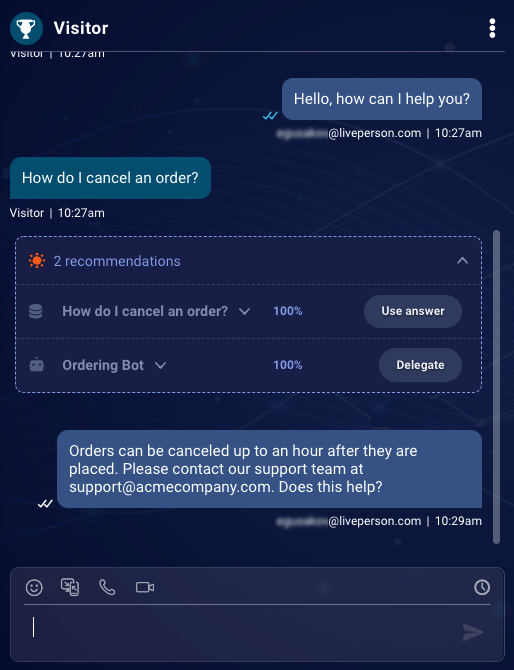 Visitor
Visitor | 10:27am
Hello, how can I help you?
@liveperson.com | 10:27am
How do I cancel an order?
Visitor | 10:27am
2 recommendations
How do I cancel an order? 100% Use answer
Ordering Bot 100% Delegate
Orders can be canceled up to an hour after they are
placed. Please contact our support team at
support@acmecompany.com. Does this help?
@liveperson.com | 10:29am